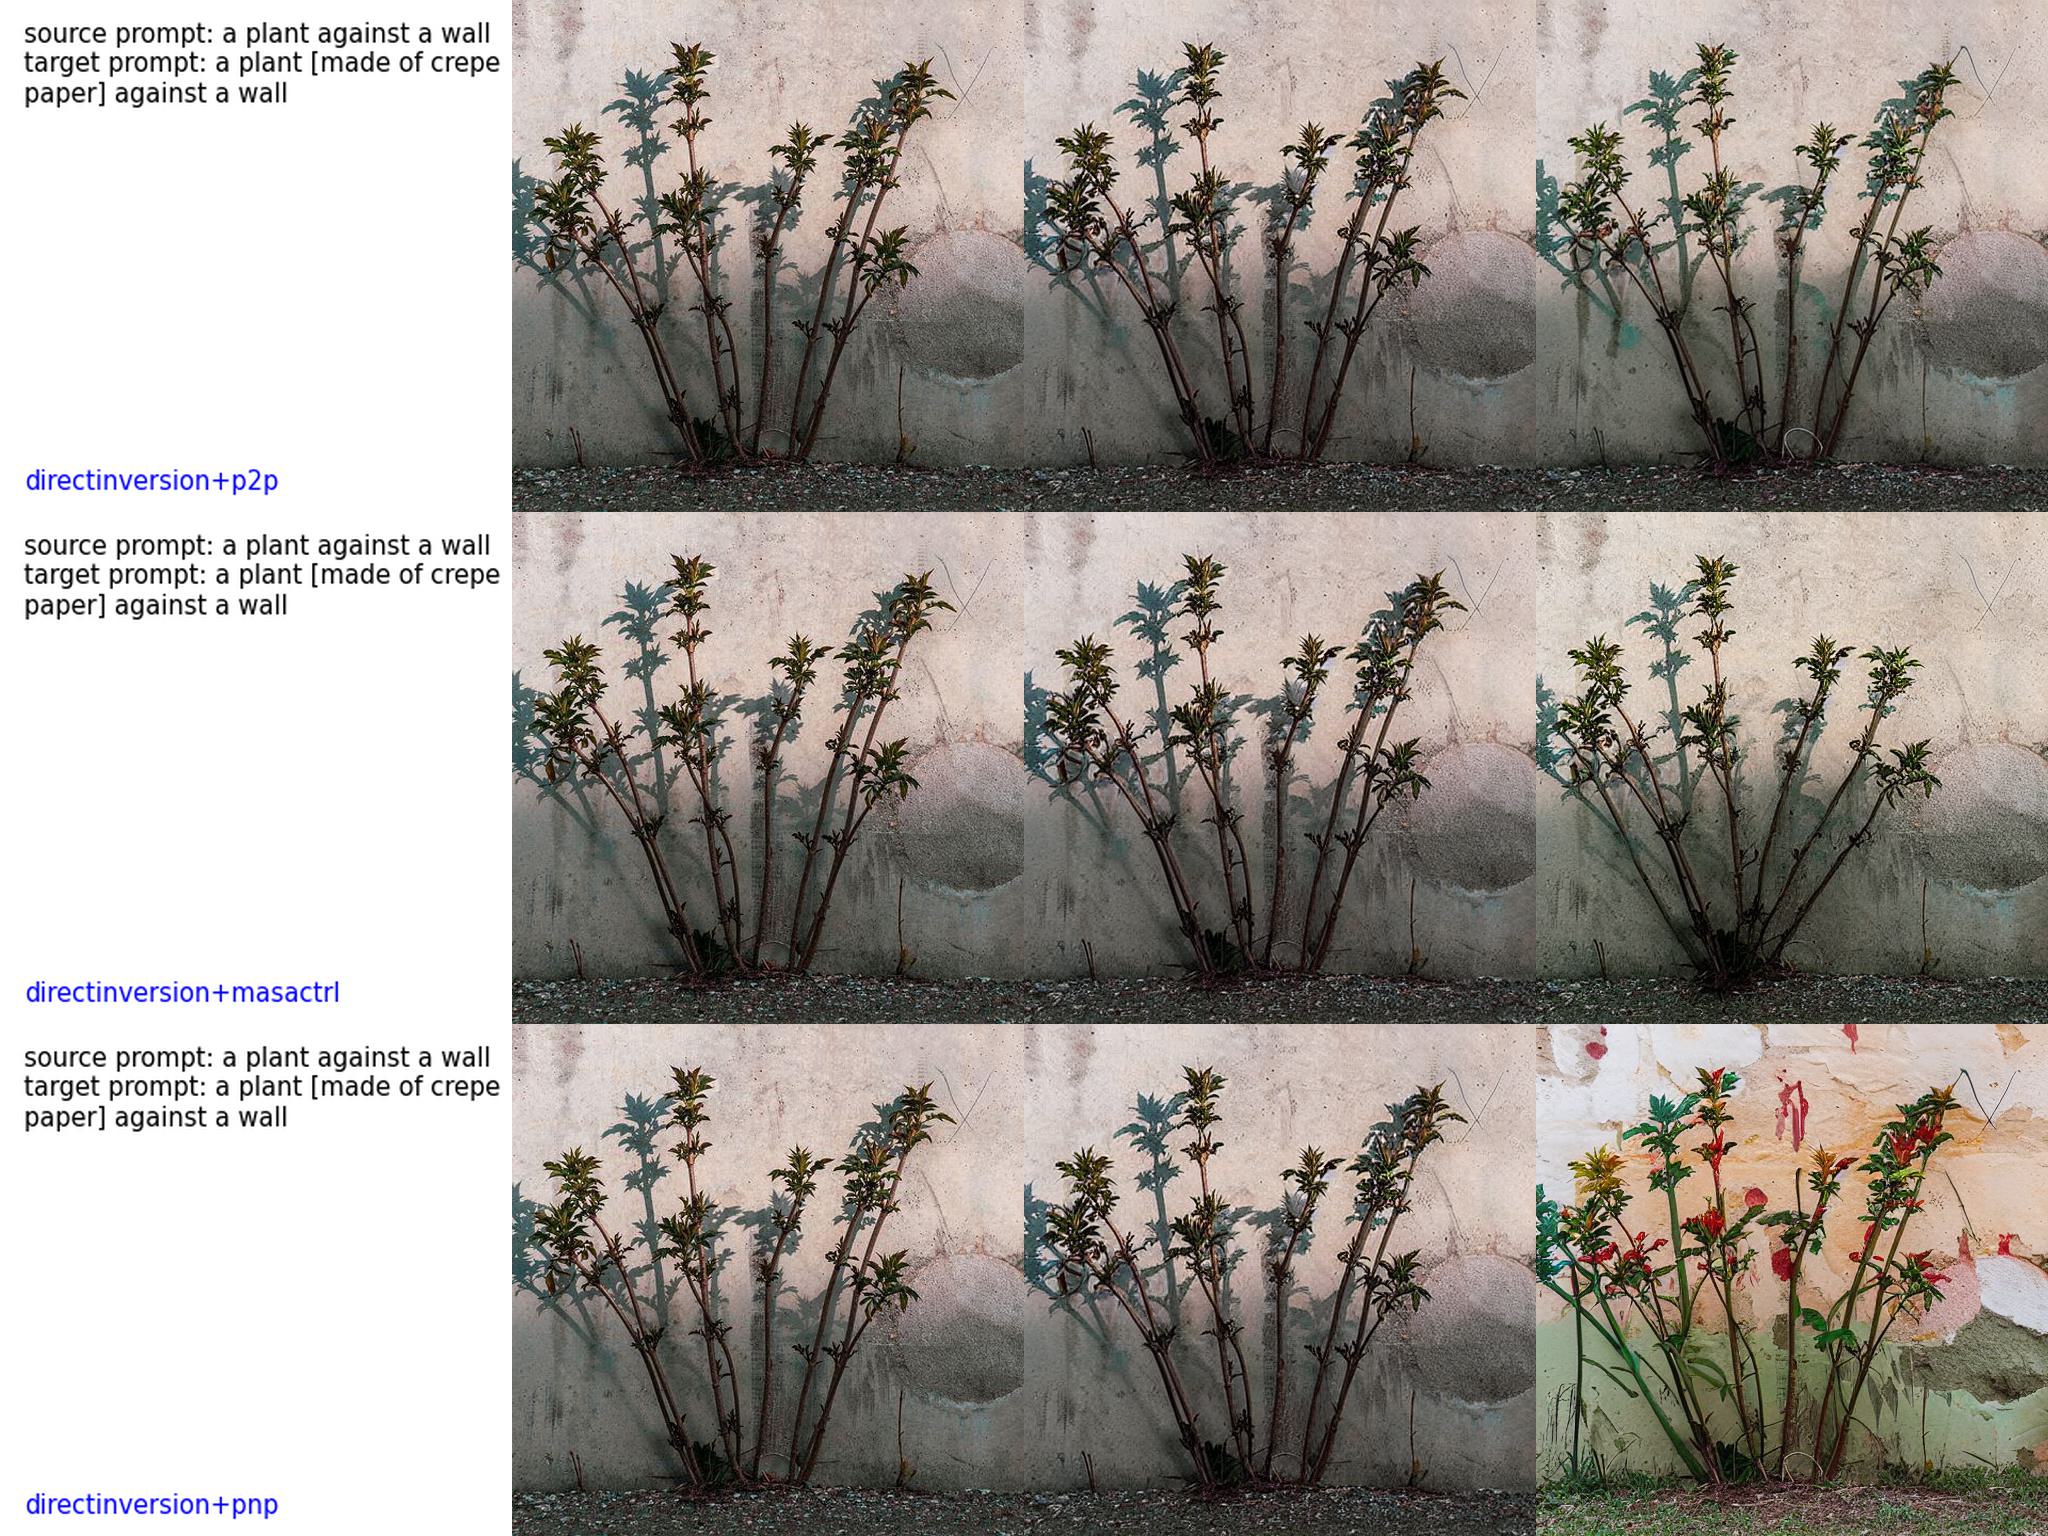 source prompt: a plant against a wall
target prompt: a plant [made of crepe
paper] against a wall
directinversion+p2p
source prompt: a plant against a wall
target prompt: a plant [made of crepe
paper] against a wall
directinversion+masactrl
source prompt: a plant against a wall
target prompt: a plant [made of crepe
paper] against a wall
directinversion+pnp